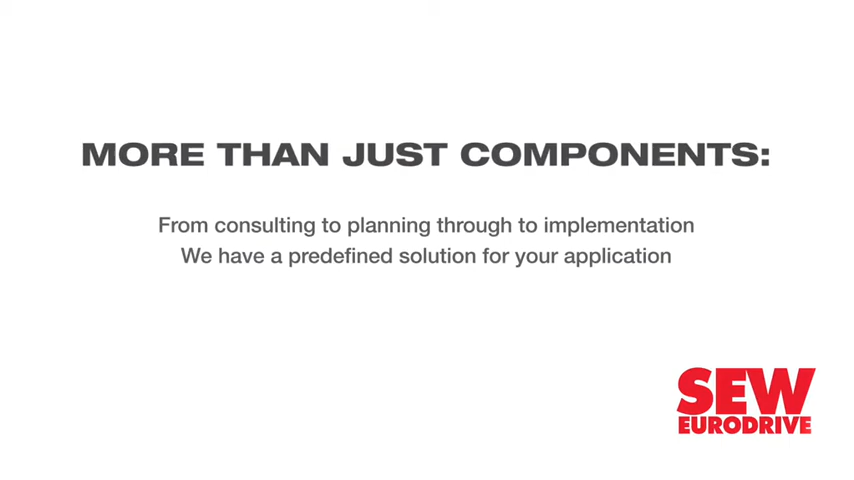 MORE THAN JUST COMPONENTS:
From consulting to planning through to implementation
We have a predefined solution for your application
SEW
EURODRIVE